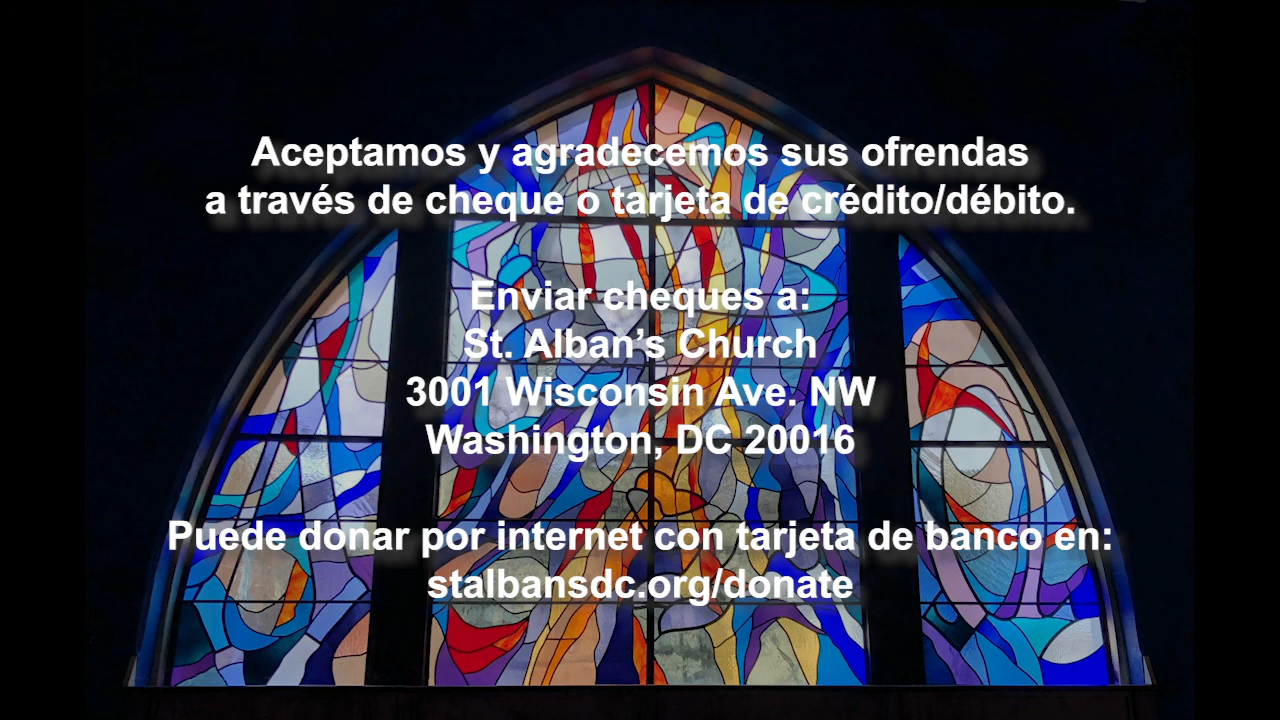 Aceptamos y agradecemos sus ofrendas
a través de cheque o tarjeta de crédito/débito.
Enviar cheques a:
St. Alban’s Church
3001 Wisconsin Ave. NW
Washington, DC 20016
Puede donar por internet con tarjeta de banco en:
stalbansdc.org/donate